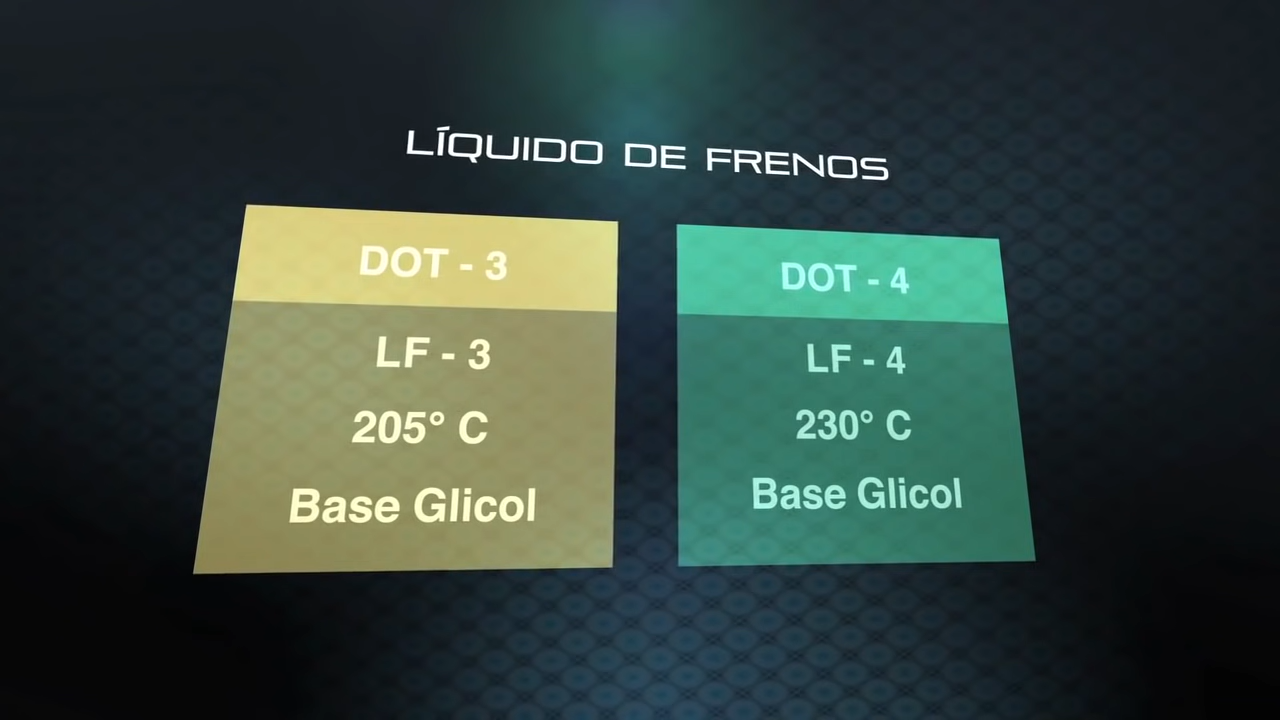 LÍQUIDO DE FRENOS
DOT - 3
LF - 3
205° C
Base Glicol
DOT - 4
LF - 4
230° C
Base Glicol